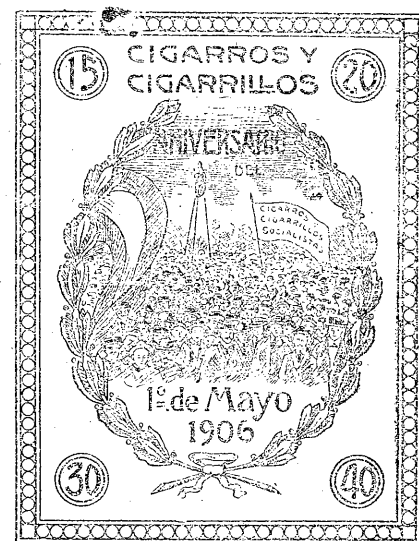 15
CIGARROS Y
CIGARRILLOS
20
ANIVERSARIO
DEL
CIGARROS
CIGARRILLOS
SOCIALISTAS
1º de Mayo
1906
30
40